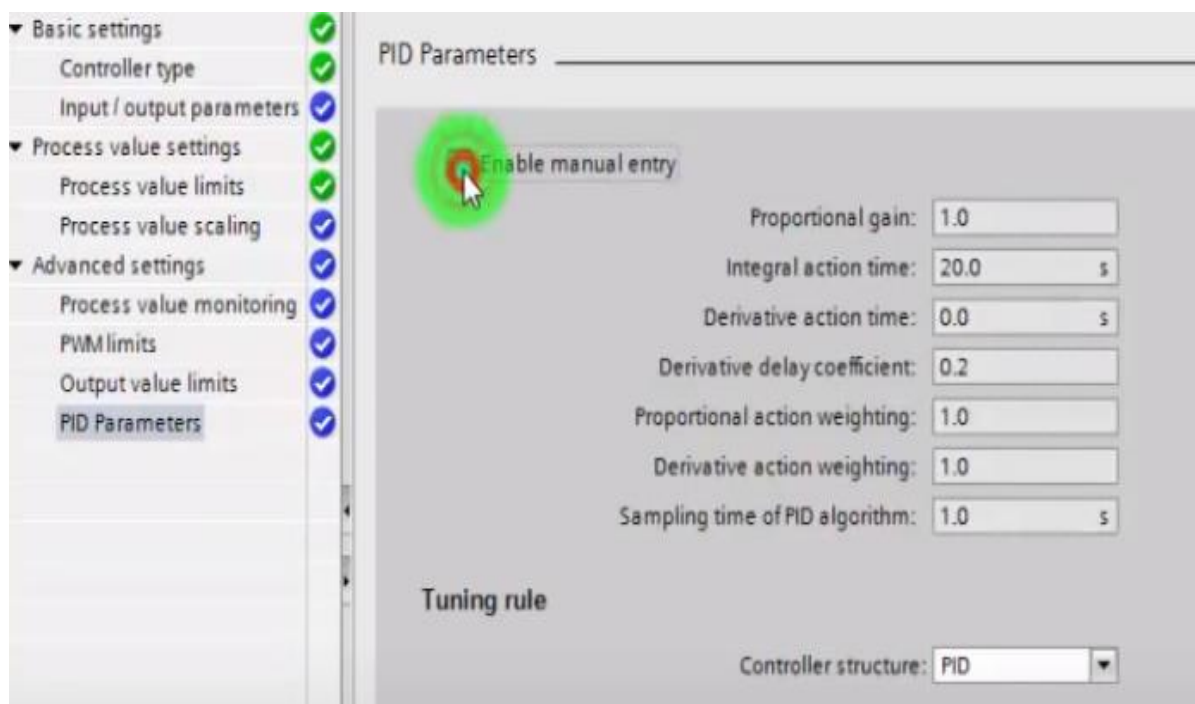 Basic settings
Controller type
Input / output parameters
Process value settings
Process value limits
Process value scaling
Advanced settings
Process value monitoring
PWM limits
Output value limits
PID Parameters
PID Parameters
Enable manual entry
Proportional gain: 1.0
Integral action time: 20.0 s
Derivative action time: 0.0 s
Derivative delay coefficient: 0.2
Proportional action weighting: 1.0
Derivative action weighting: 1.0
Sampling time of PID algorithm: 1.0 s
Tuning rule
Controller structure: PID